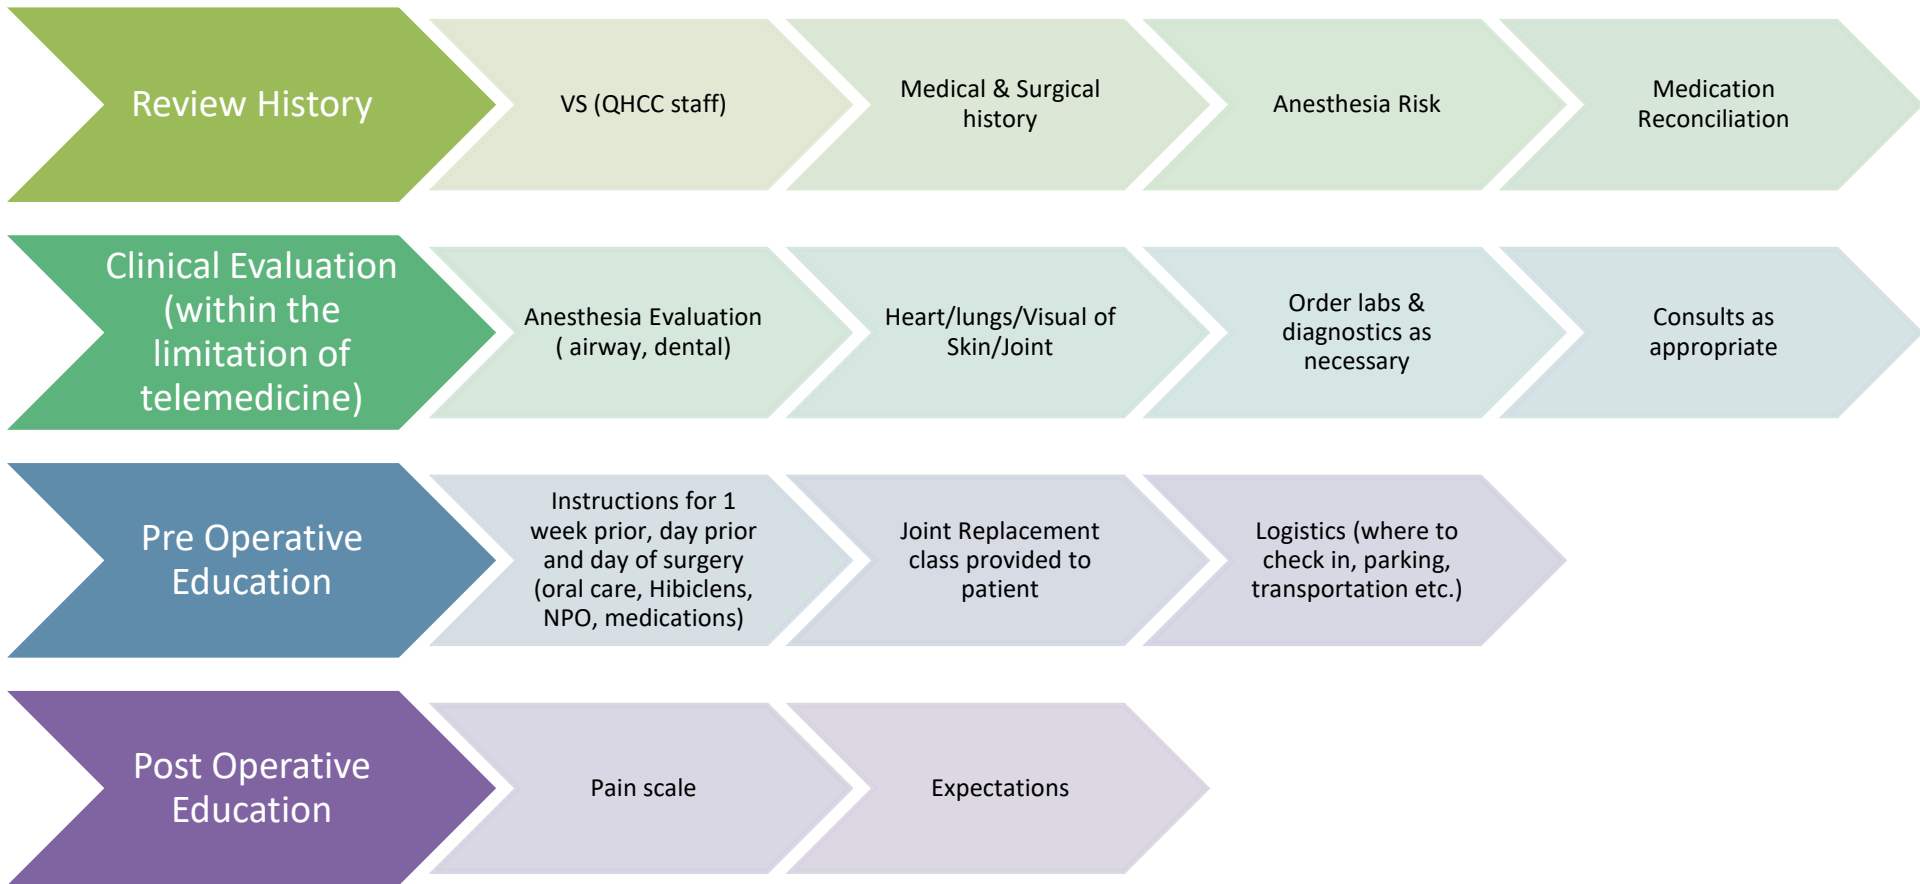 Review History
VS (QHCC staff)
Medical & Surgical
history
Anesthesia Risk
Medication
Reconciliation
Clinical Evaluation
(within the
limitation of
telemedicine)
Anesthesia Evaluation
( airway, dental)
Heart/lungs/Visual of
Skin/Joint
Order labs &
diagnostics as
necessary
Consults as
appropriate
Pre Operative
Education
Instructions for 1
week prior, day prior
and day of surgery
(oral care, Hibiclens,
NPO, medications)
Joint Replacement
class provided to
patient
Logistics (where to
check in, parking,
transportation etc.)
Post Operative
Education
Pain scale
Expectations